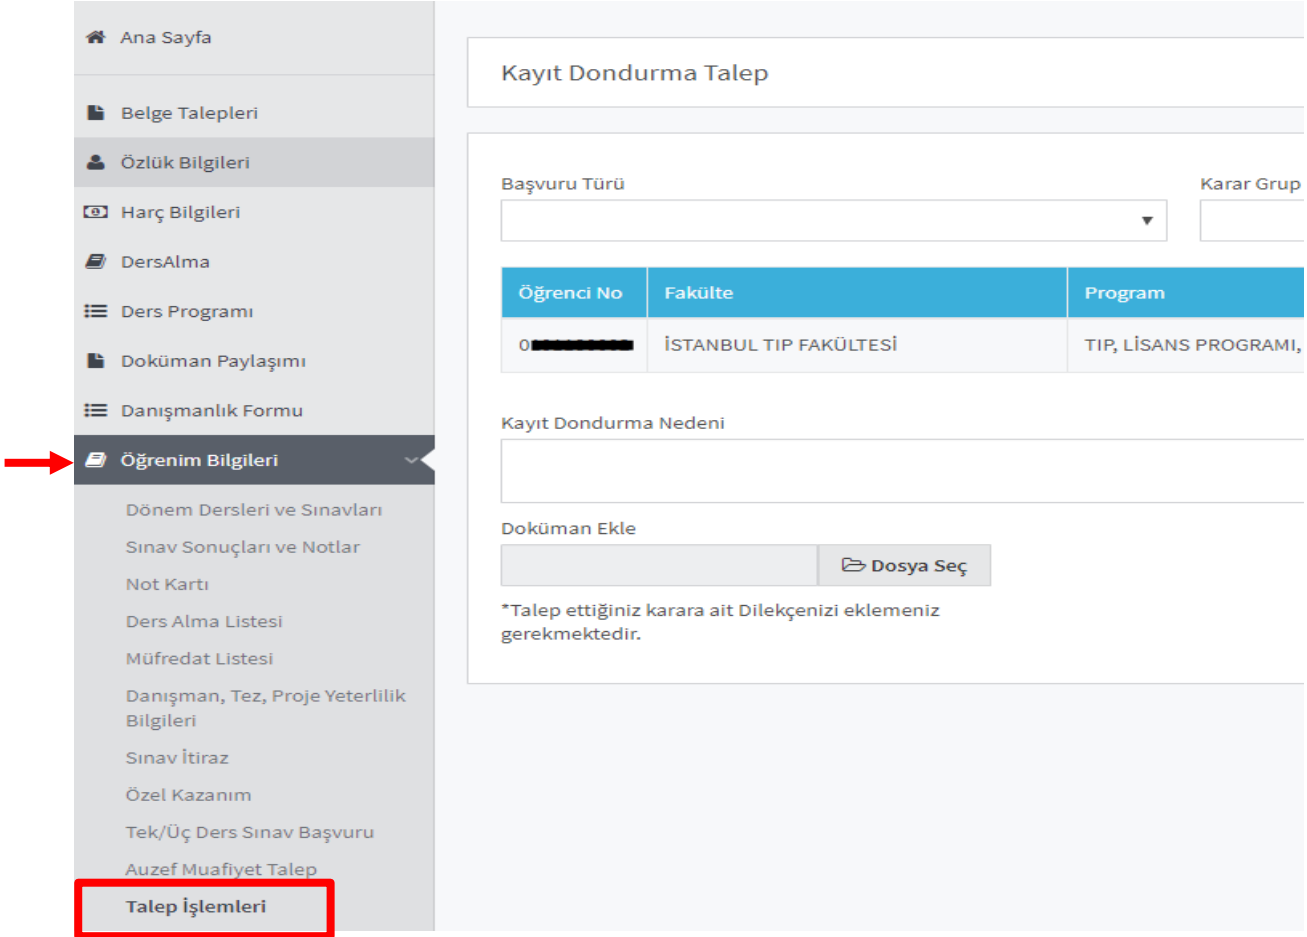 Ana Sayfa
Belge Talepleri
Özlük Bilgileri
Harç Bilgileri
DersAlma
Ders Programı
Doküman Paylaşımı
Danışmanlık Formu
Öğrenim Bilgileri
Dönem Dersleri ve Sınavları
Sınav Sonuçları ve Notlar
Not Kartı
Ders Alma Listesi
Müfredat Listesi
Danışman, Tez, Proje Yeterlilik
Bilgileri
Sınav İtiraz
Özel Kazanım
Tek/Üç Ders Sınav Başvuru
Auzef Muafiyet Talep
Talep İşlemleri
Kayıt Dondurma Talep
Başvuru Türü
Karar Grup
Öğrenci No Fakülte Program
0 İSTANBUL TIP FAKÜLTESİ TIP, LİSANS PROGRAMI,
Kayıt Dondurma Nedeni
Doküman Ekle
Dosya Seç
*Talep ettiğiniz karara ait Dilekçenizi eklemeniz
gerekmektedir.